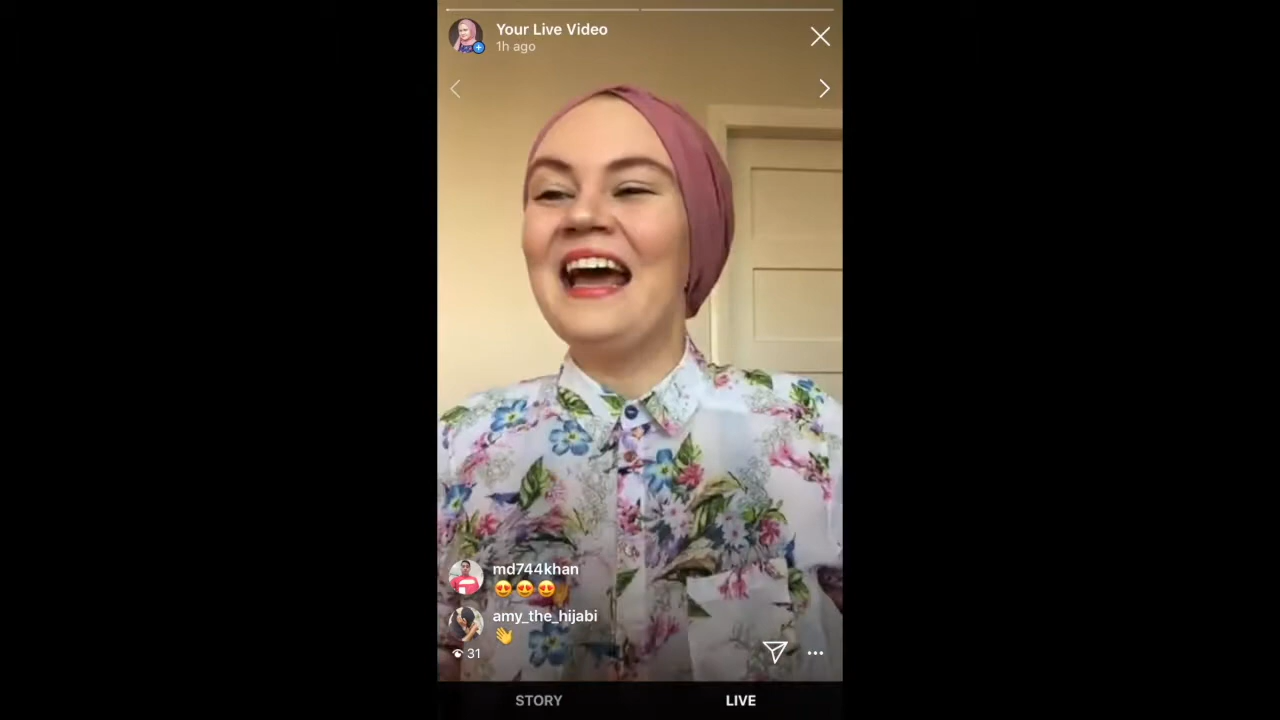 Your Live Video
1h ago
md744khan
😍😍😍
amy_the_hijabi
👋
31
STORY
LIVE